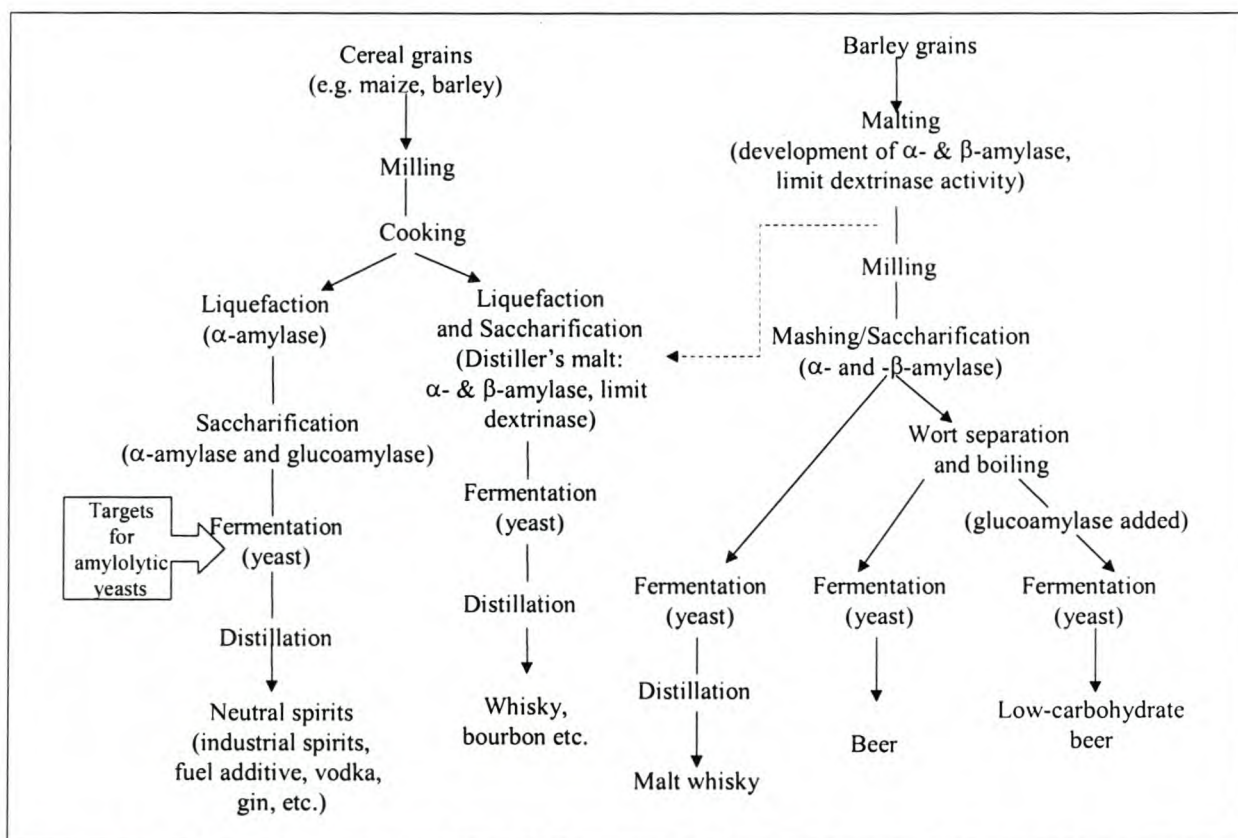 Cereal grains
(e.g. maize, barley)
Milling
Cooking
Liquefaction
(α-amylase)
Saccharification
(α-amylase and glucoamylase)
Targets
for
amylolytic
yeasts
Fermentation
(yeast)
Distillation
Neutral spirits
(industrial spirits,
fuel additive, vodka,
gin, etc.)
Liquefaction
and Saccharification
(Distiller's malt:
α- & β-amylase, limit
dextrinase)
Fermentation
(yeast)
Distillation
Whisky,
bourbon etc.
Barley grains
Malting
(development of α- & β-amylase,
limit dextrinase activity)
Milling
Mashing/Saccharification
(α- and -β-amylase)
Fermentation
(yeast)
Distillation
Malt whisky
Wort separation
and boiling
Fermentation
(yeast)
Beer
(glucoamylase added)
Fermentation
(yeast)
Low-carbohydrate
beer